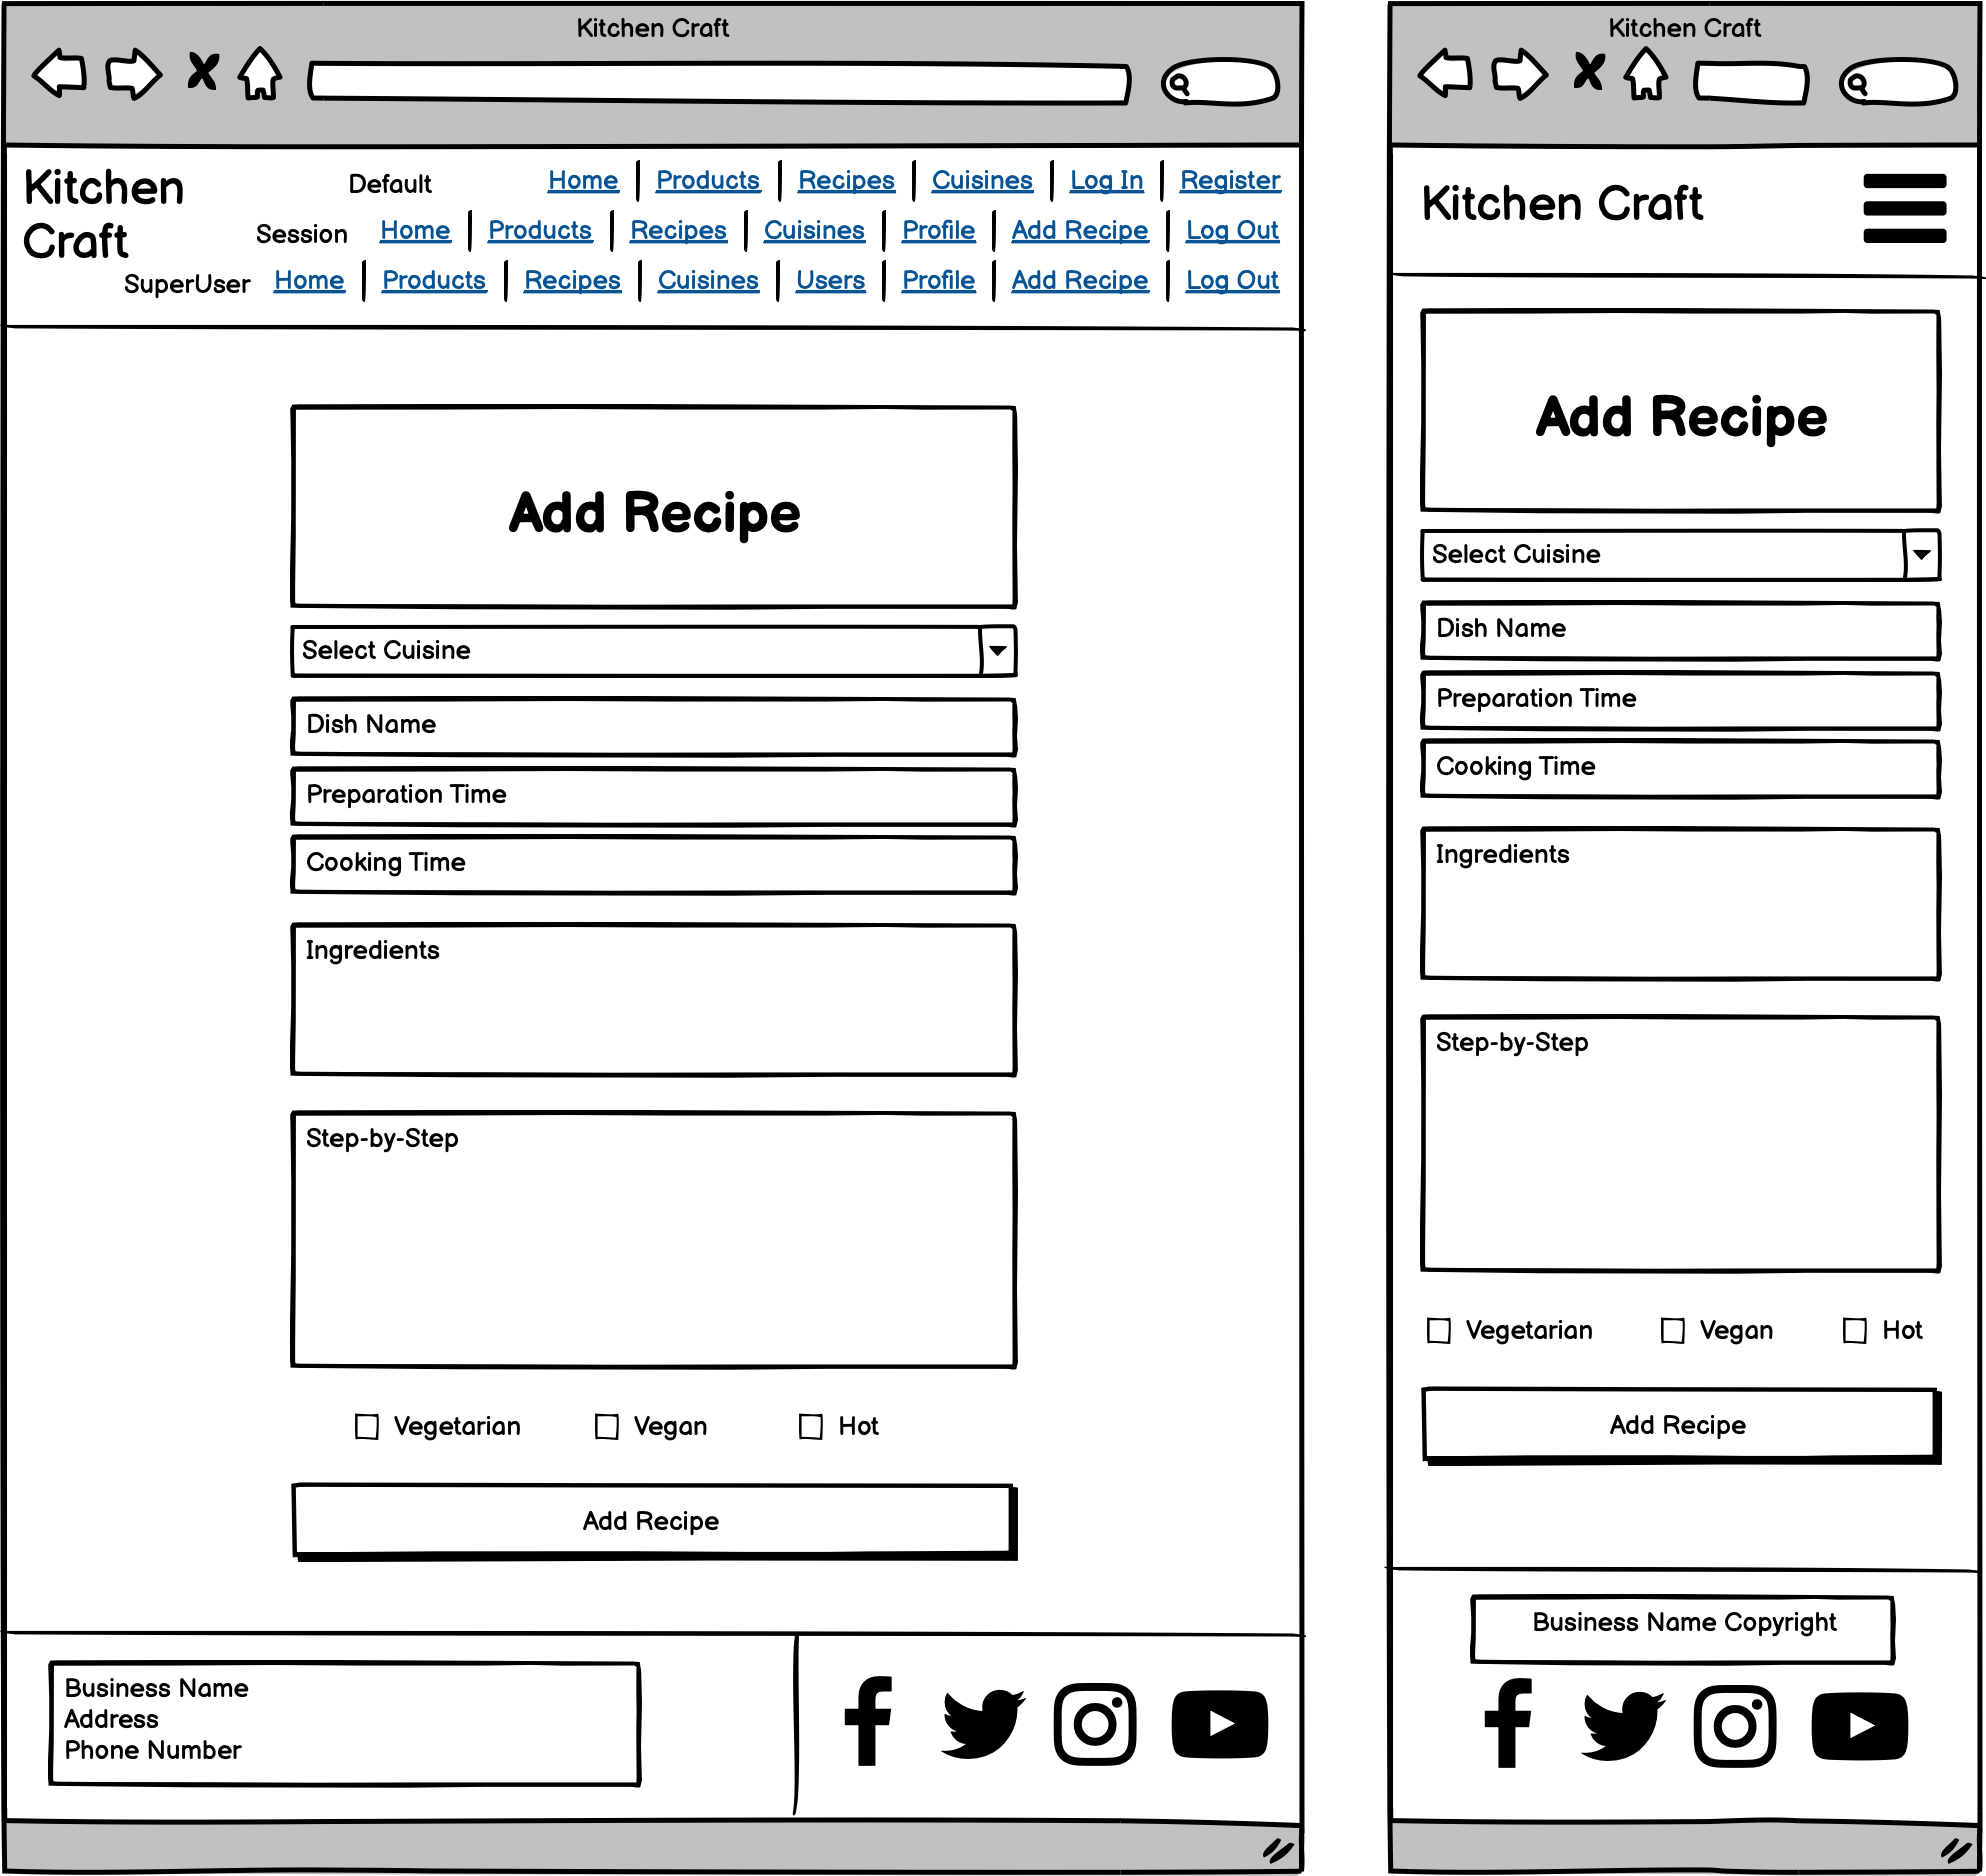 Kitchen Craft
Kitchen
Craft
Default Home Products Recipes Cuisines Log In Register
Session Home Products Recipes Cuisines Profile Add Recipe Log Out
SuperUser Home Products Recipes Cuisines Users Profile Add Recipe Log Out
Add Recipe
Select Cuisine
Dish Name
Preparation Time
Cooking Time
Ingredients
Step-by-Step
Vegetarian Vegan Hot
Add Recipe
Business Name
Address
Phone Number
Kitchen Craft
Kitchen Craft
Add Recipe
Select Cuisine
Dish Name
Preparation Time
Cooking Time
Ingredients
Step-by-Step
Vegetarian Vegan Hot
Add Recipe
Business Name Copyright